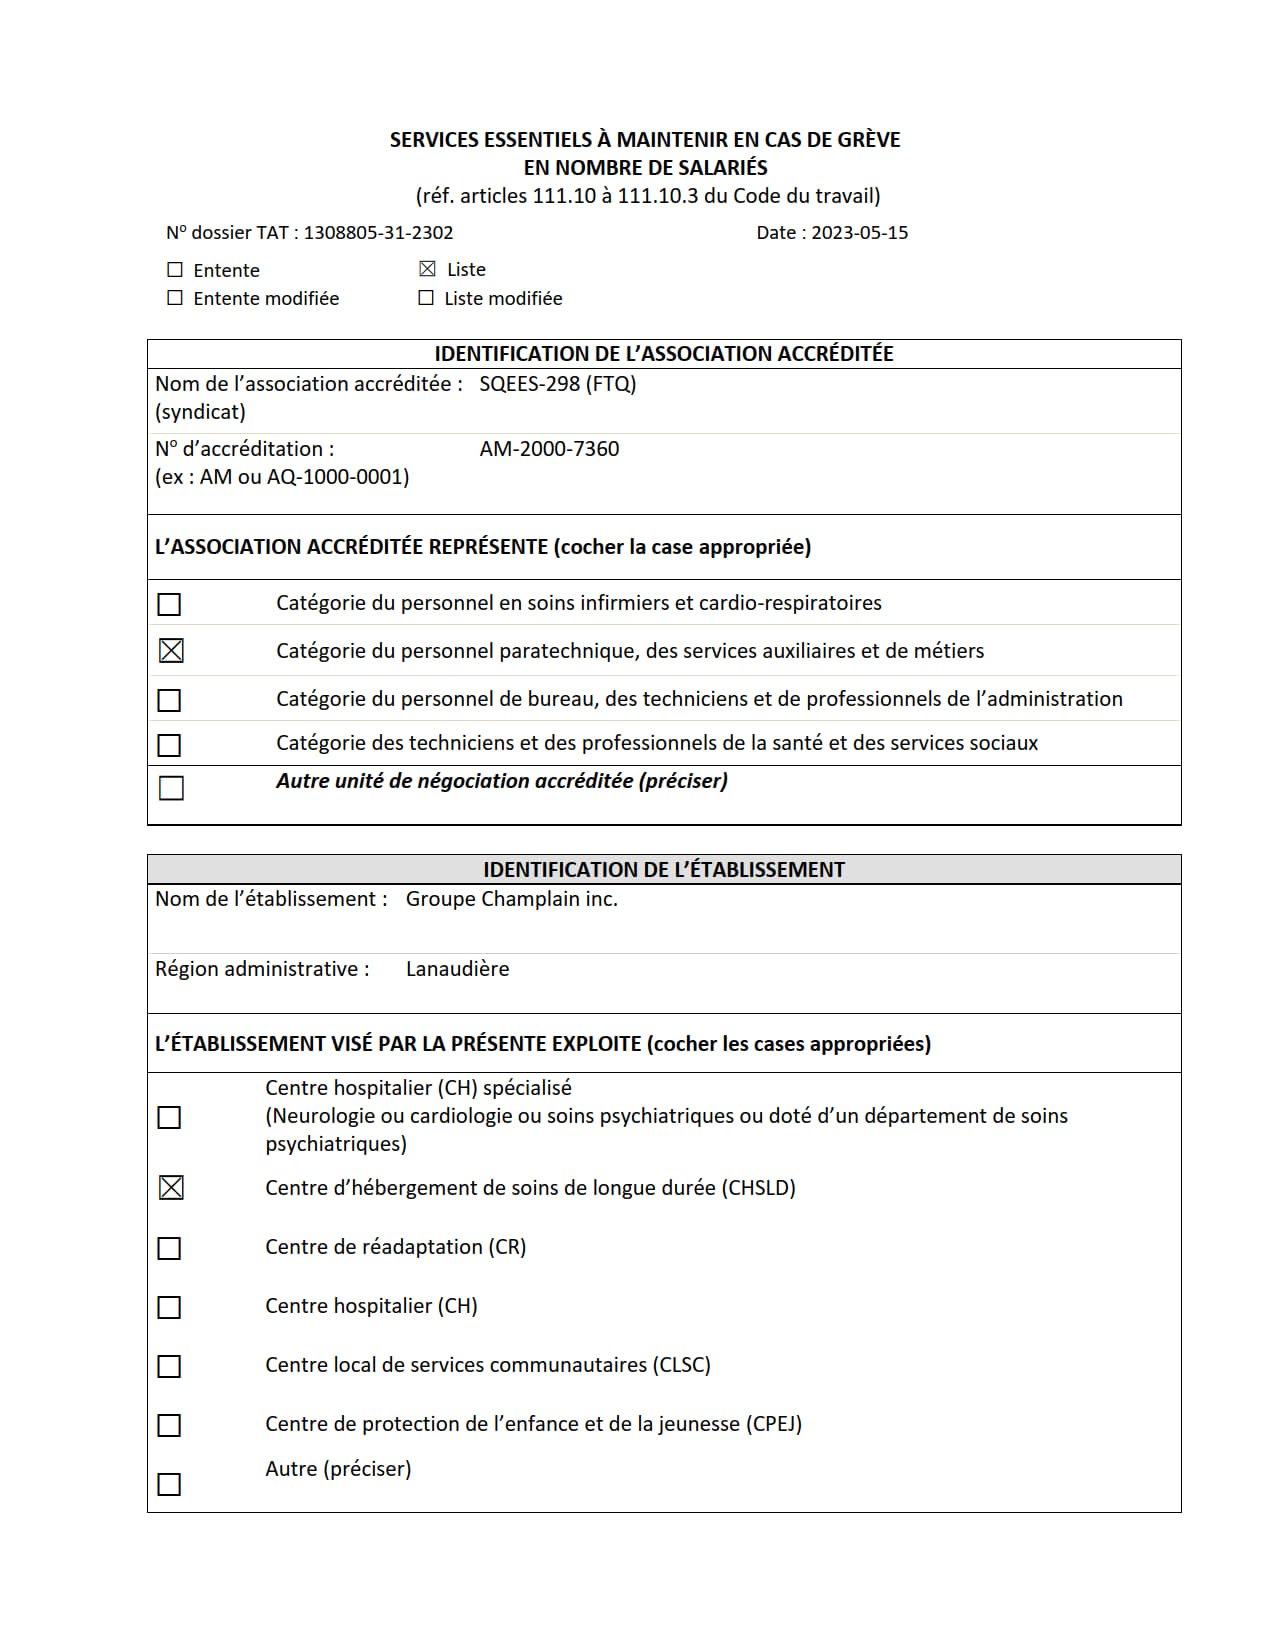 SERVICES ESSENTIELS À MAINTENIR EN CAS DE GRÈVE
EN NOMBRE DE SALARIÉS
(réf. articles 111.10 à 111.10.3 du Code du travail)
Nº dossier TAT : 1308805-31-2302 Date : 2023-05-15
☐ Entente ☒ Liste
☐ Entente modifiée ☐ Liste modifiée
IDENTIFICATION DE L’ASSOCIATION ACCRÉDITÉE
Nom de l’association accréditée : SQEES-298 (FTQ)
(syndicat)
Nº d’accréditation : AM-2000-7360
(ex : AM ou AQ-1000-0001)
L’ASSOCIATION ACCRÉDITÉE REPRÉSENTE (cocher la case appropriée)
☐ Catégorie du personnel en soins infirmiers et cardio-respiratoires
☒ Catégorie du personnel paratechnique, des services auxiliaires et de métiers
☐ Catégorie du personnel de bureau, des techniciens et de professionnels de l’administration
☐ Catégorie des techniciens et des professionnels de la santé et des services sociaux
☐ Autre unité de négociation accréditée (préciser)
IDENTIFICATION DE L’ÉTABLISSEMENT
Nom de l’établissement : Groupe Champlain inc.
Région administrative : Lanaudière
L’ÉTABLISSEMENT VISÉ PAR LA PRÉSENTE EXPLOITE (cocher les cases appropriées)
Centre hospitalier (CH) spécialisé
☐ (Neurologie ou cardiologie ou soins psychiatriques ou doté d’un département de soins
psychiatriques)
☒ Centre d’hébergement de soins de longue durée (CHSLD)
☐ Centre de réadaptation (CR)
☐ Centre hospitalier (CH)
☐ Centre local de services communautaires (CLSC)
☐ Centre de protection de l’enfance et de la jeunesse (CPEJ)
☐ Autre (préciser)